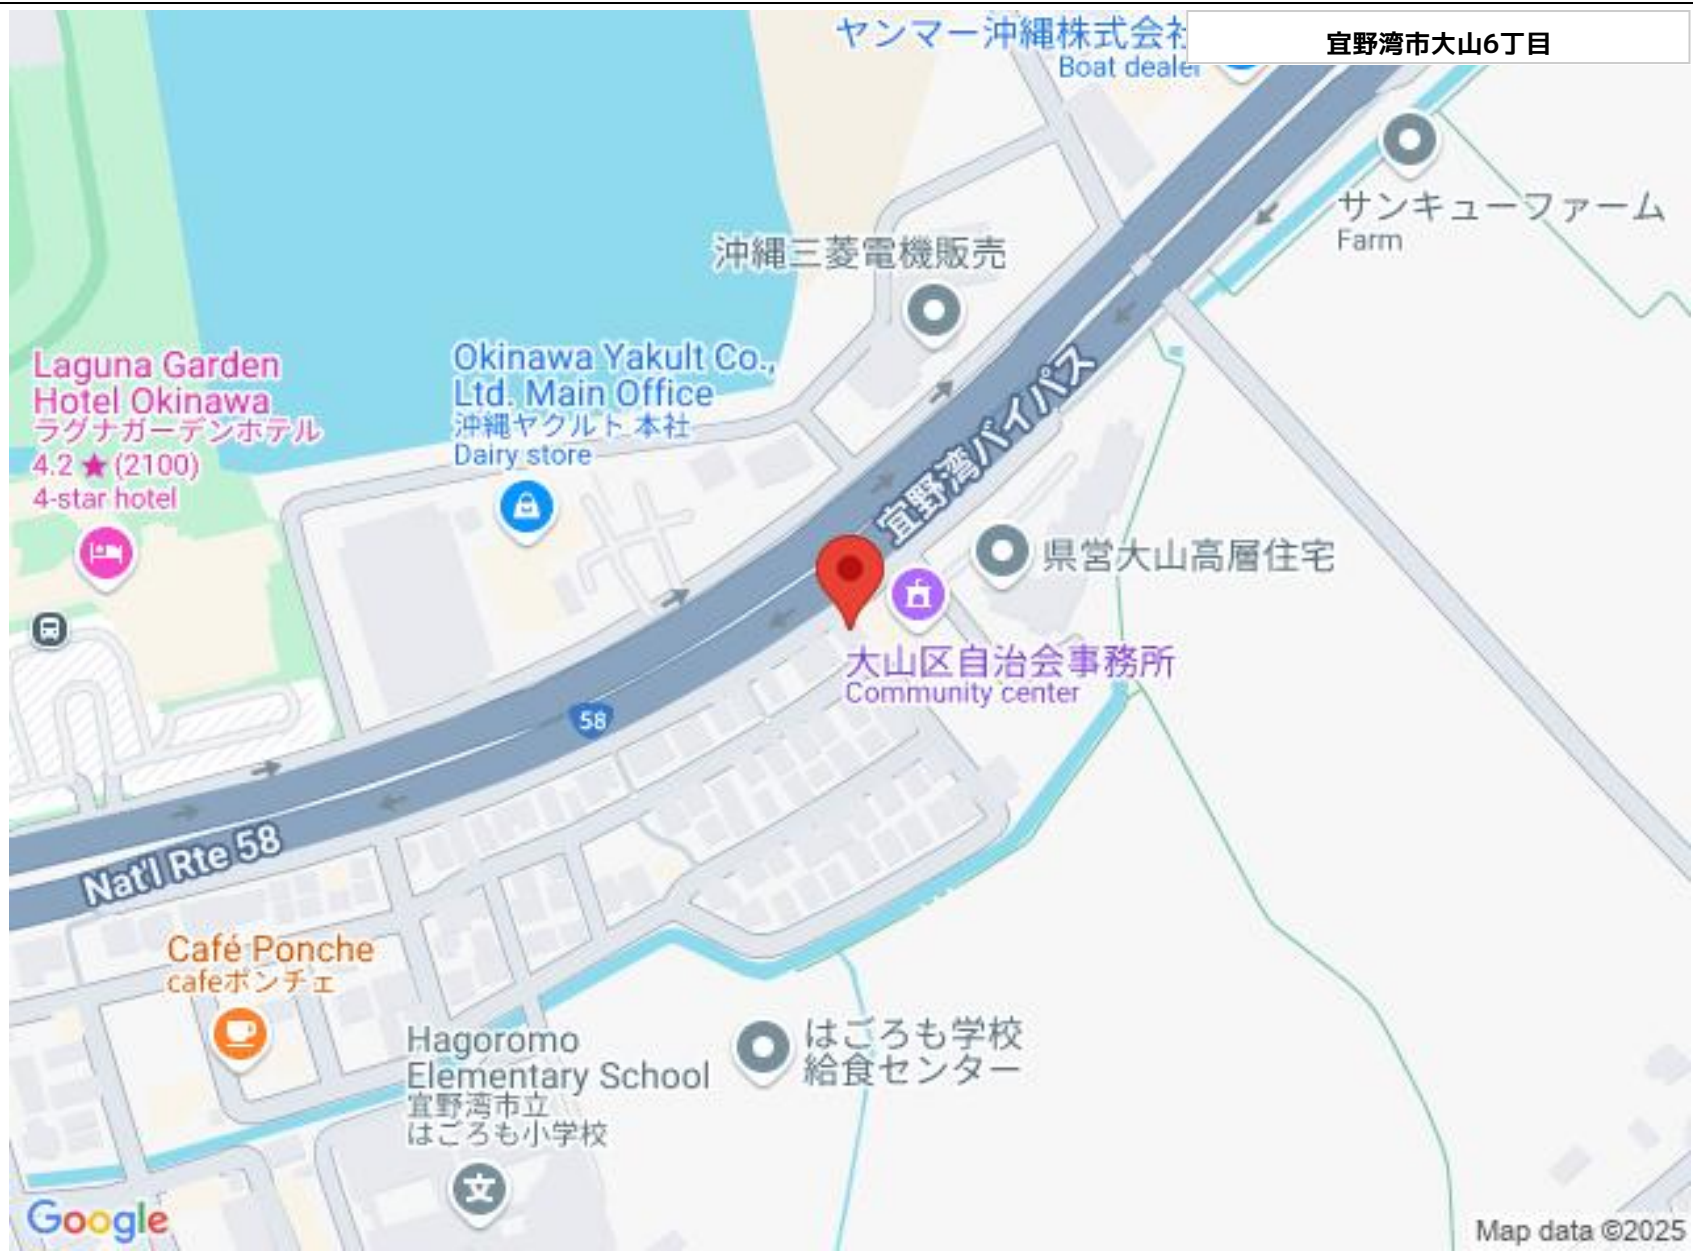 ヤンマー沖縄株式会社
Boat dealer
宜野湾市大山6丁目
サンキューファーム
Farm
沖縄三菱電機販売
Laguna Garden
Hotel Okinawa
ラグナガーデンホテル
4.2 ★ (2100)
4-star hotel
Okinawa Yakult Co.,
Ltd. Main Office
沖縄ヤクルト 本社
Dairy store
宜野湾バイパス
県営大山高層住宅
大山区自治会事務所
Community center
58
Nat'l Rte 58
Café Ponche
cafeポンチェ
Hagoromo
Elementary School
宜野湾市立
はごろも小学校
文
はごろも学校
給食センター
Google
Map data ©2025